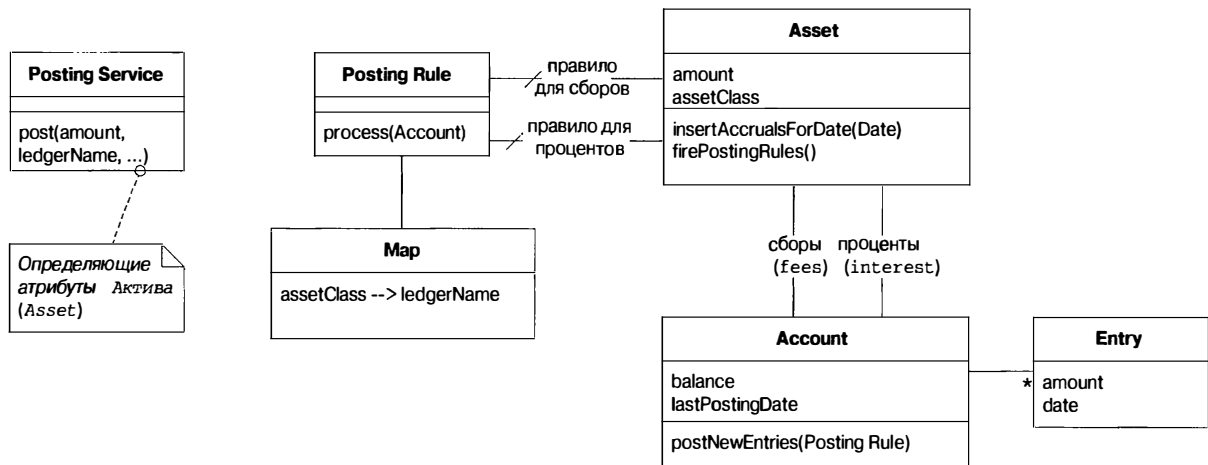 Posting Service
post(amount,
ledgerName, ...)
Определяющие
атрибуты Актива
(Asset)
Posting Rule
process(Account)
Map
assetClass --> ledgerName
правило
для сборов
правило для
процентов
Asset
amount
assetClass
insertAccrualsForDate(Date)
firePostingRules()
сборы
(fees)
проценты
(interest)
Account
balance
lastPostingDate
postNewEntries(Posting Rule)
*
Entry
amount
date